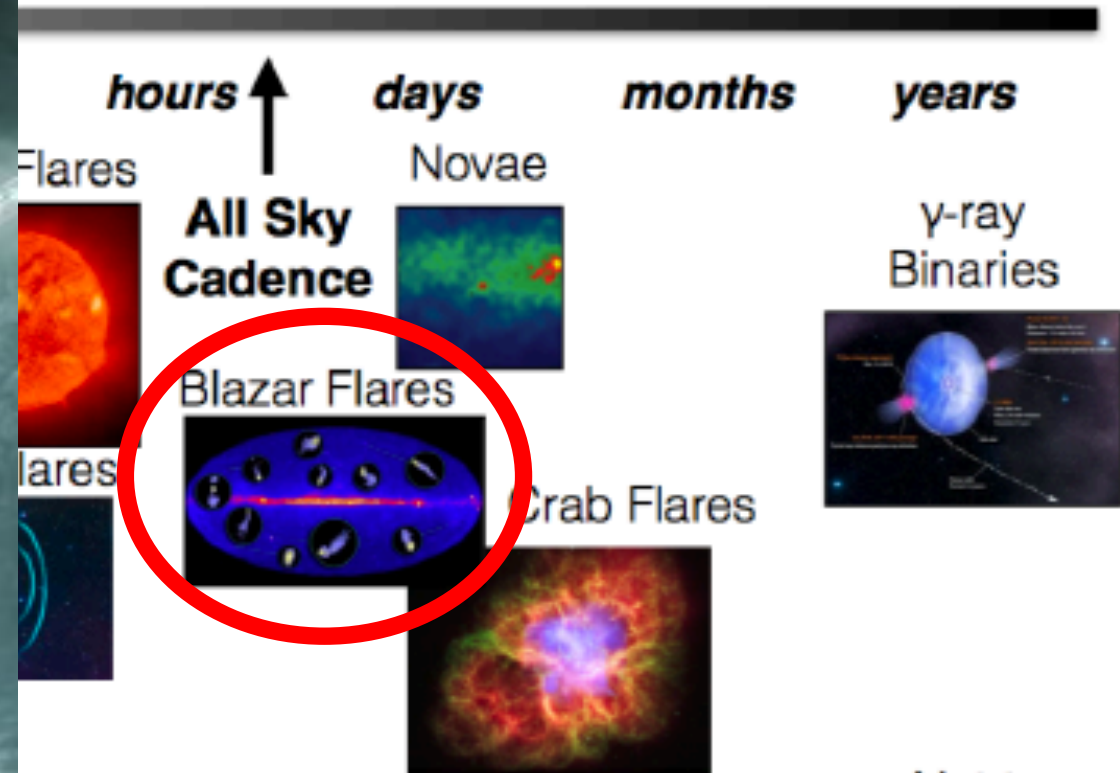 hours days months years
Flares
Novae
All Sky
Cadence
γ-ray
Binaries
Blazar Flares
lares
Crab Flares